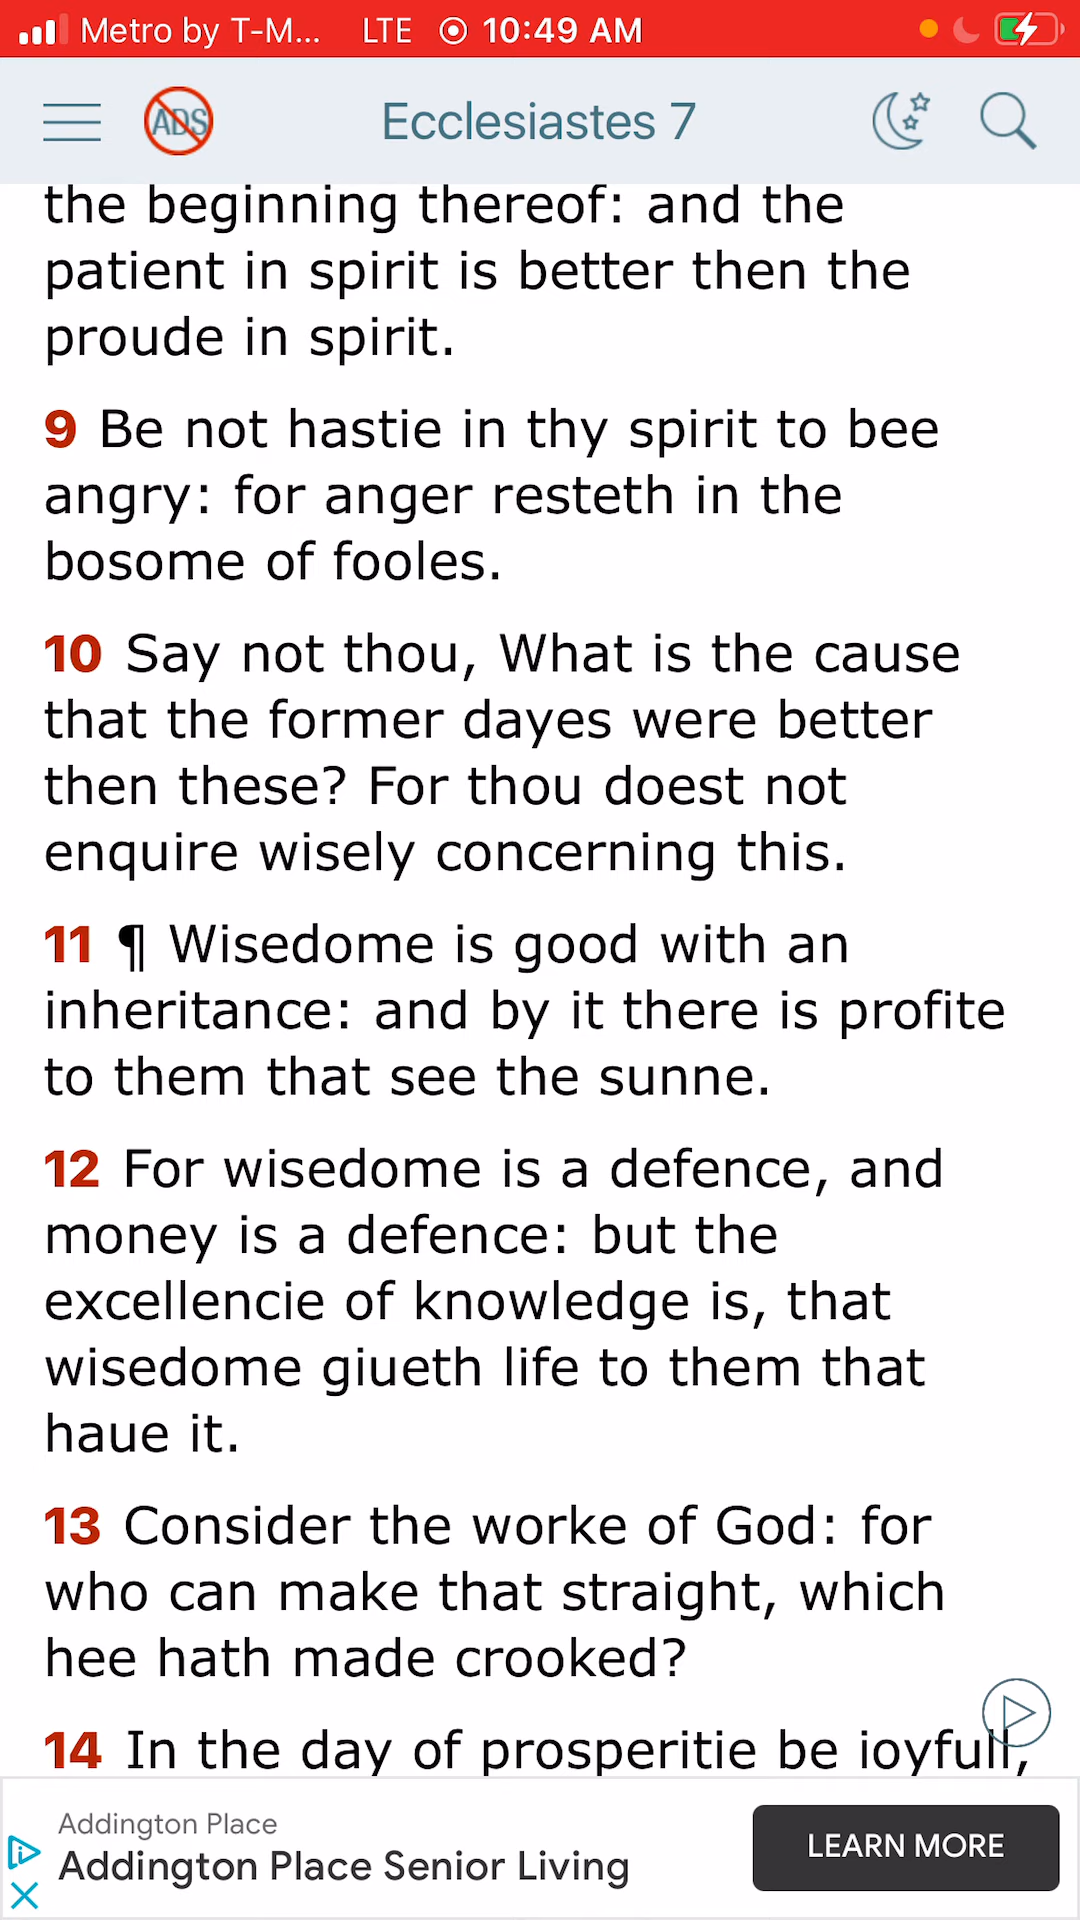 Metro by T-M... LTE 10:49 AM
ADS Ecclesiastes 7
the beginning thereof: and the
patient in spirit is better then the
proude in spirit.
9 Be not hastie in thy spirit to bee
angry: for anger resteth in the
bosome of fooles.
10 Say not thou, What is the cause
that the former dayes were better
then these? For thou doest not
enquire wisely concerning this.
11 ¶ Wisedome is good with an
inheritance: and by it there is profite
to them that see the sunne.
12 For wisedome is a defence, and
money is a defence: but the
excellencie of knowledge is, that
wisedome giueth life to them that
haue it.
13 Consider the worke of God: for
who can make that straight, which
hee hath made crooked?
14 In the day of prosperitie be ioyfull,
Addington Place
Addington Place Senior Living
LEARN MORE